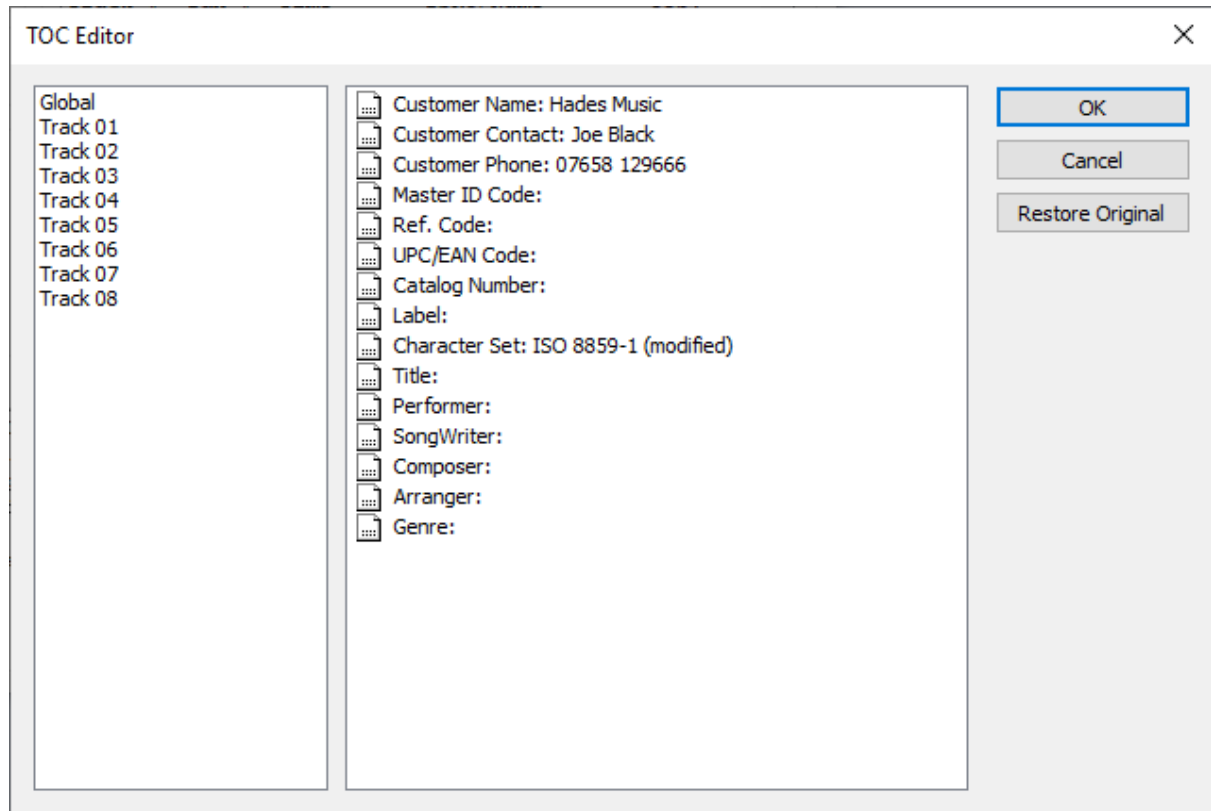 TOC Editor
Global
Track 01
Track 02
Track 03
Track 04
Track 05
Track 06
Track 07
Track 08
Customer Name: Hades Music
Customer Contact: Joe Black
Customer Phone: 07658 129666
Master ID Code:
Ref. Code:
UPC/EAN Code:
Catalog Number:
Label:
Character Set: ISO 8859-1 (modified)
Title:
Performer:
SongWriter:
Composer:
Arranger:
Genre:
OK
Cancel
Restore Original